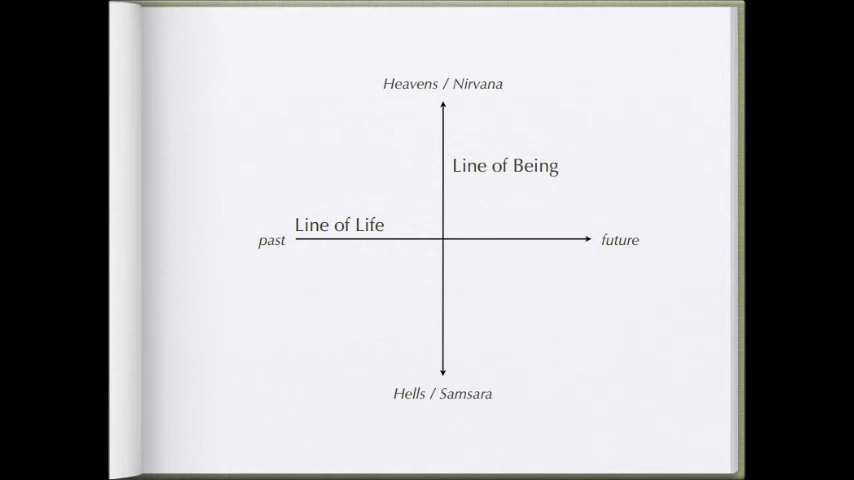 Heavens / Nirvana
Line of Being
Line of Life
past
future
Hells / Samsara